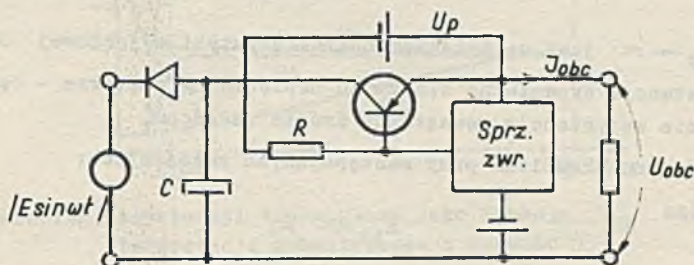 Up
Jobc
R
Sprz.
zwr.
C
|Esinωt|
Uobc